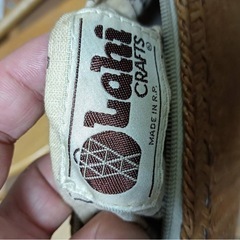 Lahi
CRAFTS ®
MADE IN R.P.